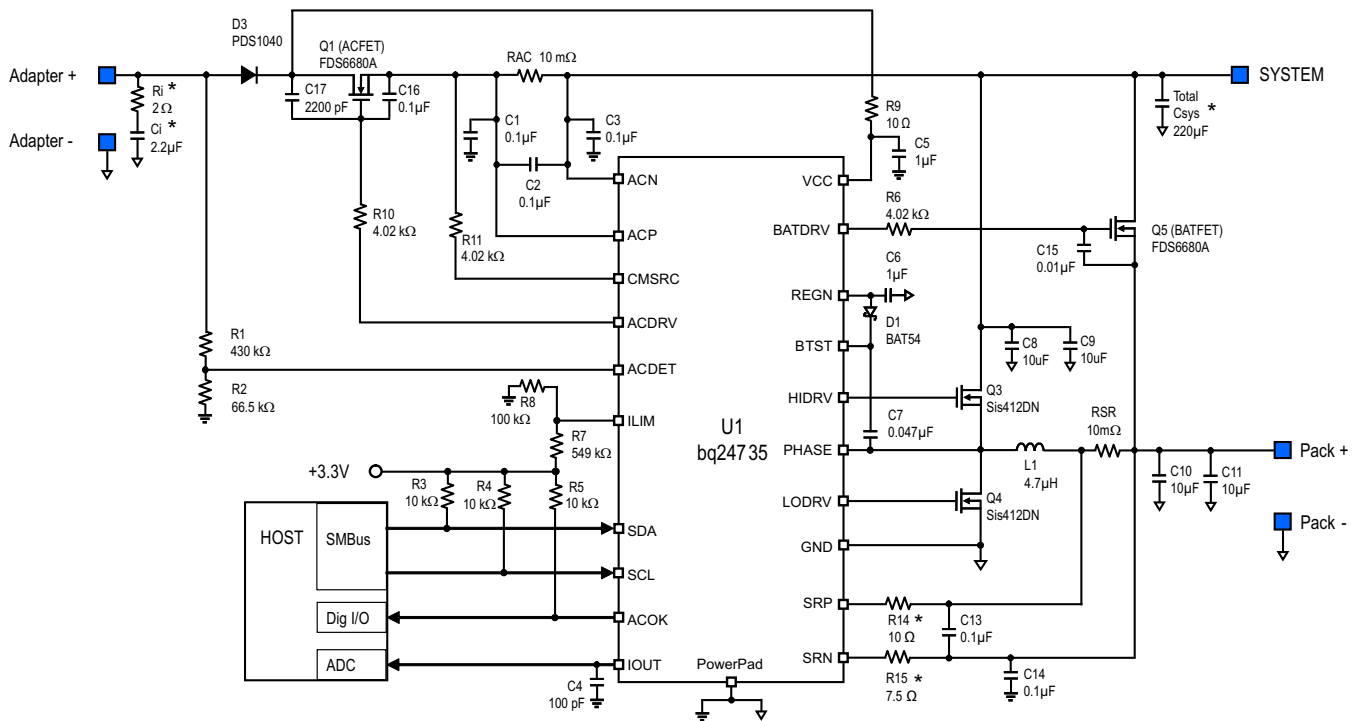 D3
PDS1040
Q1 (ACFET)
FDS6680A
RAC 10 mΩ
Adapter +
SYSTEM
Ri *
2 Ω
Ci *
2.2µF
Adapter -
C17
2200 pF
C16
0.1µF
C1
0.1µF
C3
0.1µF
C2
0.1µF
R9
10 Ω
C5
1µF
Total
Csys *
220µF
R10
4.02 kΩ
R11
4.02 kΩ
ACN
ACP
CMSRC
ACDRV
ACDET
ILIM
SDA
SCL
ACOK
IOUT
U1
bq24735
PowerPad
VCC
BATDRV
REGN
BTST
HIDRV
PHASE
LODRV
GND
SRP
SRN
R6
4.02 kΩ
C15
0.01µF
Q5 (BATFET)
FDS6680A
C6
1µF
D1
BAT54
C8
10uF
C9
10uF
Q3
Sis412DN
C7
0.047µF
L1
4.7µH
RSR
10mΩ
Pack +
C10
10µF
C11
10µF
Q4
Sis412DN
Pack -
R14 *
10 Ω
C13
0.1µF
R15 *
7.5 Ω
C14
0.1µF
R1
430 kΩ
R2
66.5 kΩ
R8
100 kΩ
R7
549 kΩ
+3.3V
R3
10 kΩ
R4
10 kΩ
R5
10 kΩ
HOST
SMBus
Dig I/O
ADC
C4
100 pF